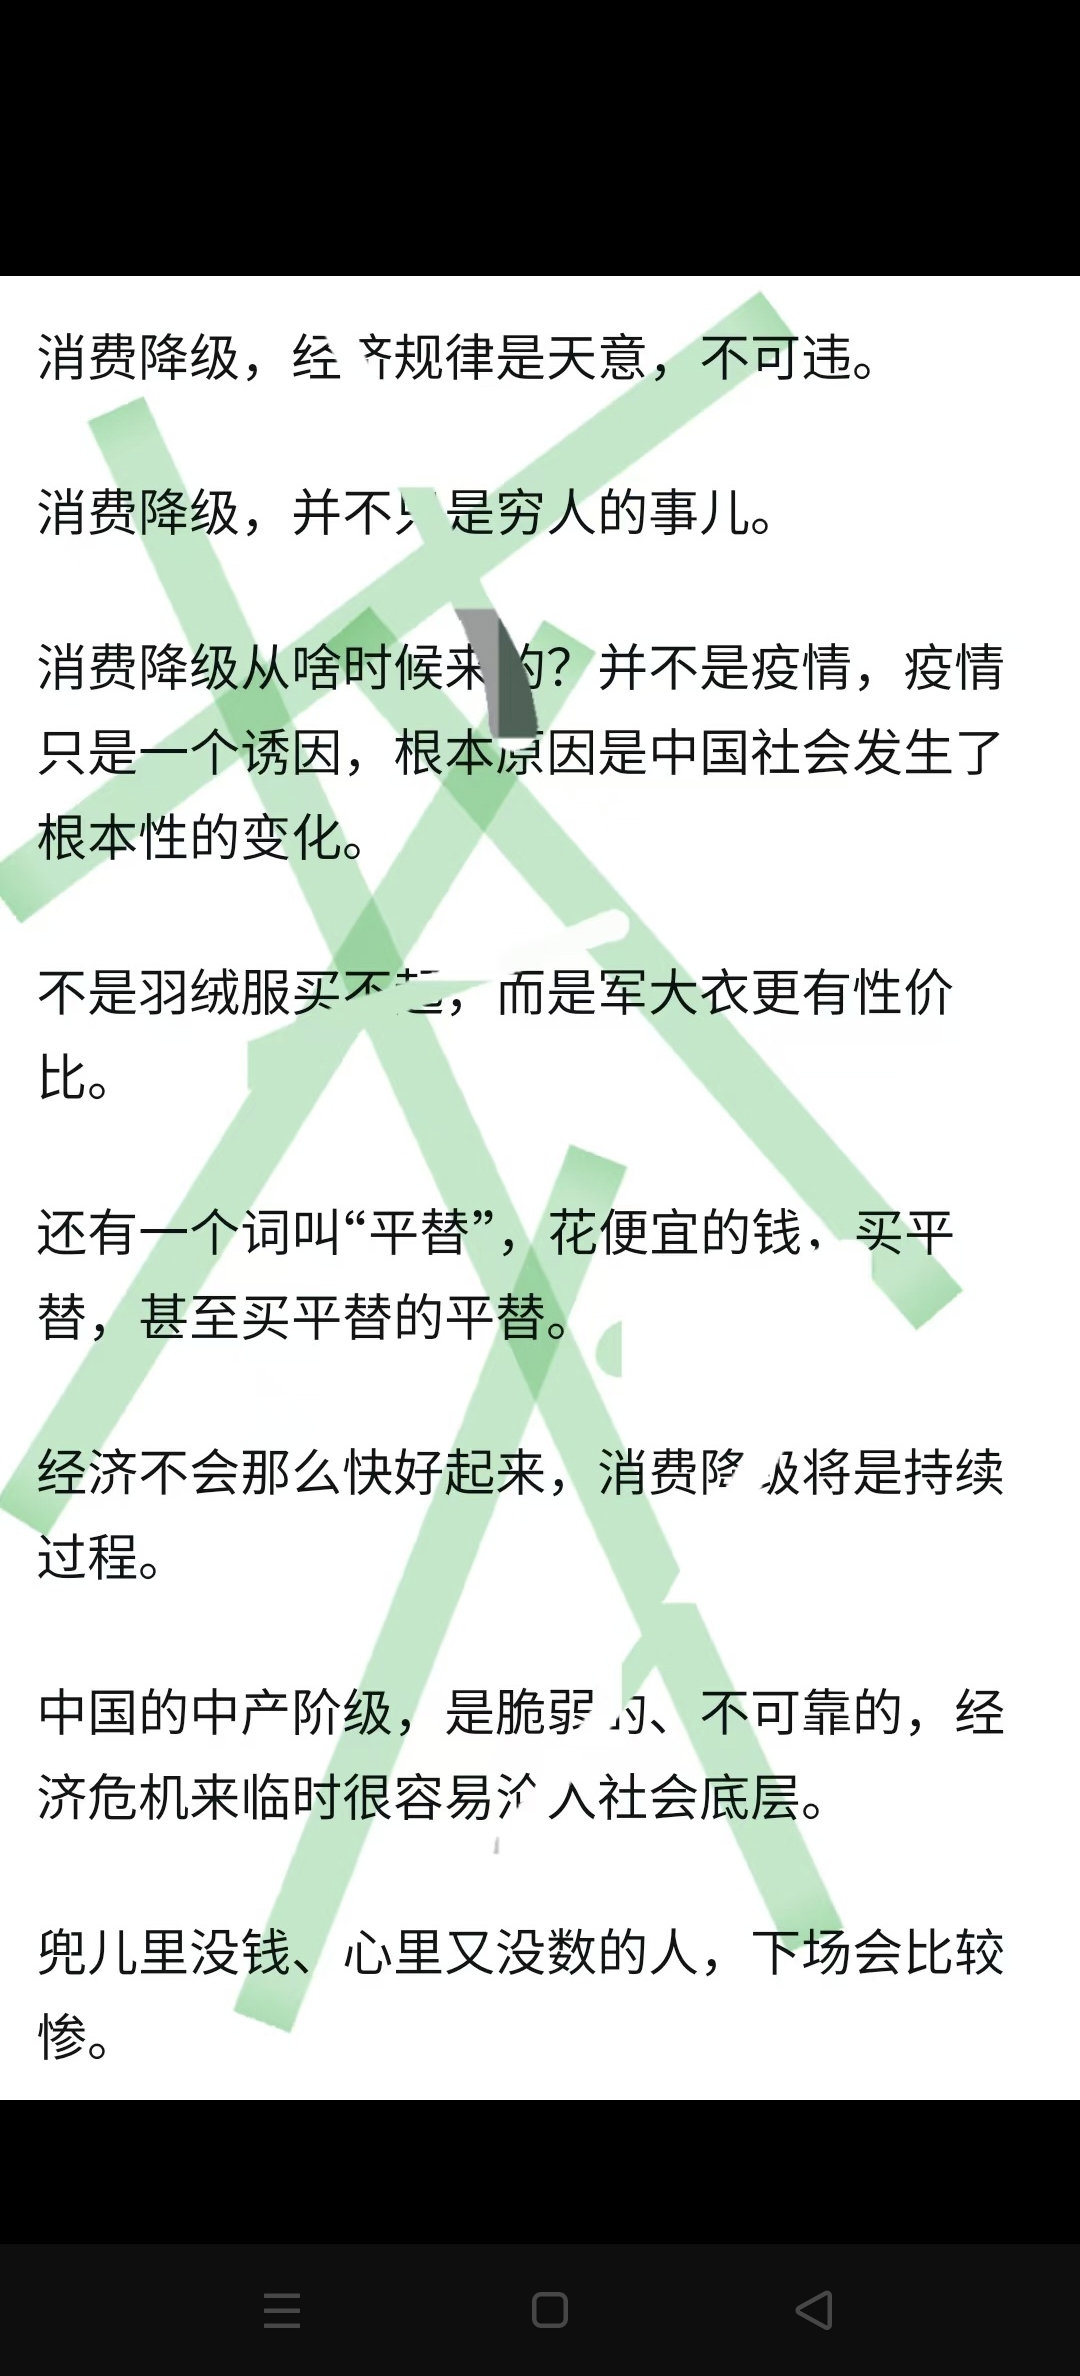 消费降级，经济规律是天意，不可违。
消费降级，并不只是穷人的事儿。
消费降级从啥时候来的？并不是疫情，疫情
只是一个诱因，根本原因是中国社会发生了
根本性的变化。
不是羽绒服买不起，而是军大衣更有性价
比。
还有一个词叫“平替”，花便宜的钱，买平
替，甚至买平替的平替。
经济不会那么快好起来，消费降级将是持续
过程。
中国的中产阶级，是脆弱的、不可靠的，经
济危机来临时很容易沦入社会底层。
兜儿里没钱、心里又没数的人，下场会比较
惨。